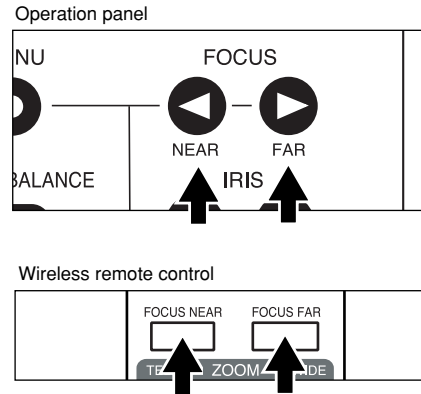 Operation panel
NU FOCUS
NEAR FAR
BALANCE IRIS
Wireless remote control
FOCUS NEAR FOCUS FAR
ZOOM